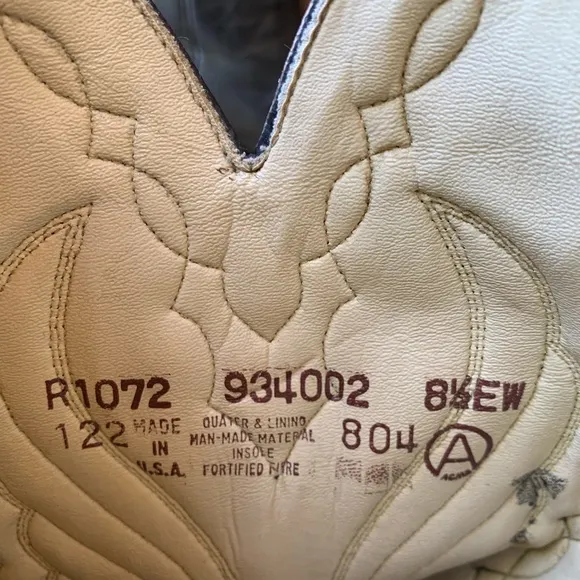 R1072 934002 8½EW
122 MADE IN U.S.A. QUATER & LINING MAN-MADE MATERIAL INSOLE FORTIFIED FIBRE 804 A